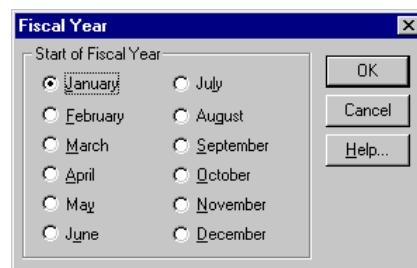 Fiscal Year
Start of Fiscal Year
January
February
March
April
May
June
July
August
September
October
November
December
OK
Cancel
Help...